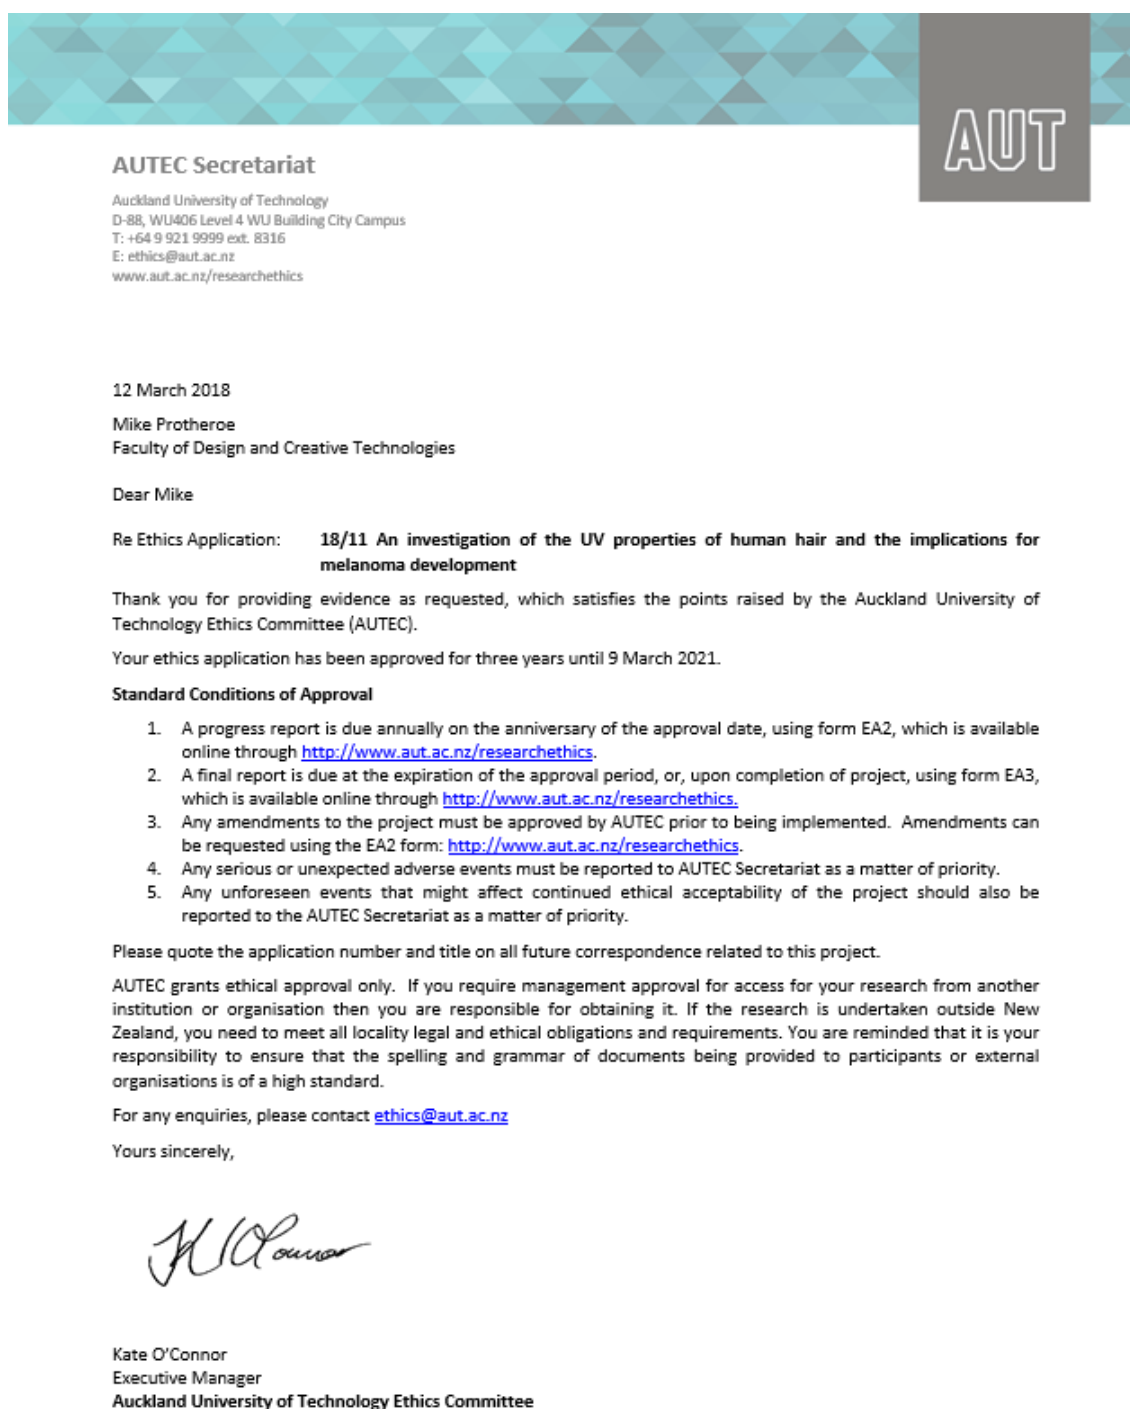 AUT
AUTEC Secretariat
Auckland University of Technology
D-88, WU406 Level 4 WU Building City Campus
T: +64 9 921 9999 ext. 8316
E: ethics@aut.ac.nz
www.aut.ac.nz/researchethics
12 March 2018
Mike Protheroe
Faculty of Design and Creative Technologies
Dear Mike
Re Ethics Application: 18/11 An investigation of the UV properties of human hair and the implications for
melanoma development
Thank you for providing evidence as requested, which satisfies the points raised by the Auckland University of
Technology Ethics Committee (AUTEC).
Your ethics application has been approved for three years until 9 March 2021.
Standard Conditions of Approval
1. A progress report is due annually on the anniversary of the approval date, using form EA2, which is available
online through http://www.aut.ac.nz/researchethics.
2. A final report is due at the expiration of the approval period, or, upon completion of project, using form EA3,
which is available online through http://www.aut.ac.nz/researchethics.
3. Any amendments to the project must be approved by AUTEC prior to being implemented. Amendments can
be requested using the EA2 form: http://www.aut.ac.nz/researchethics.
4. Any serious or unexpected adverse events must be reported to AUTEC Secretariat as a matter of priority.
5. Any unforeseen events that might affect continued ethical acceptability of the project should also be
reported to the AUTEC Secretariat as a matter of priority.
Please quote the application number and title on all future correspondence related to this project.
AUTEC grants ethical approval only. If you require management approval for access for your research from another
institution or organisation then you are responsible for obtaining it. If the research is undertaken outside New
Zealand, you need to meet all locality legal and ethical obligations and requirements. You are reminded that it is your
responsibility to ensure that the spelling and grammar of documents being provided to participants or external
organisations is of a high standard.
For any enquiries, please contact ethics@aut.ac.nz
Yours sincerely,
Kate O'Connor
Executive Manager
Auckland University of Technology Ethics Committee